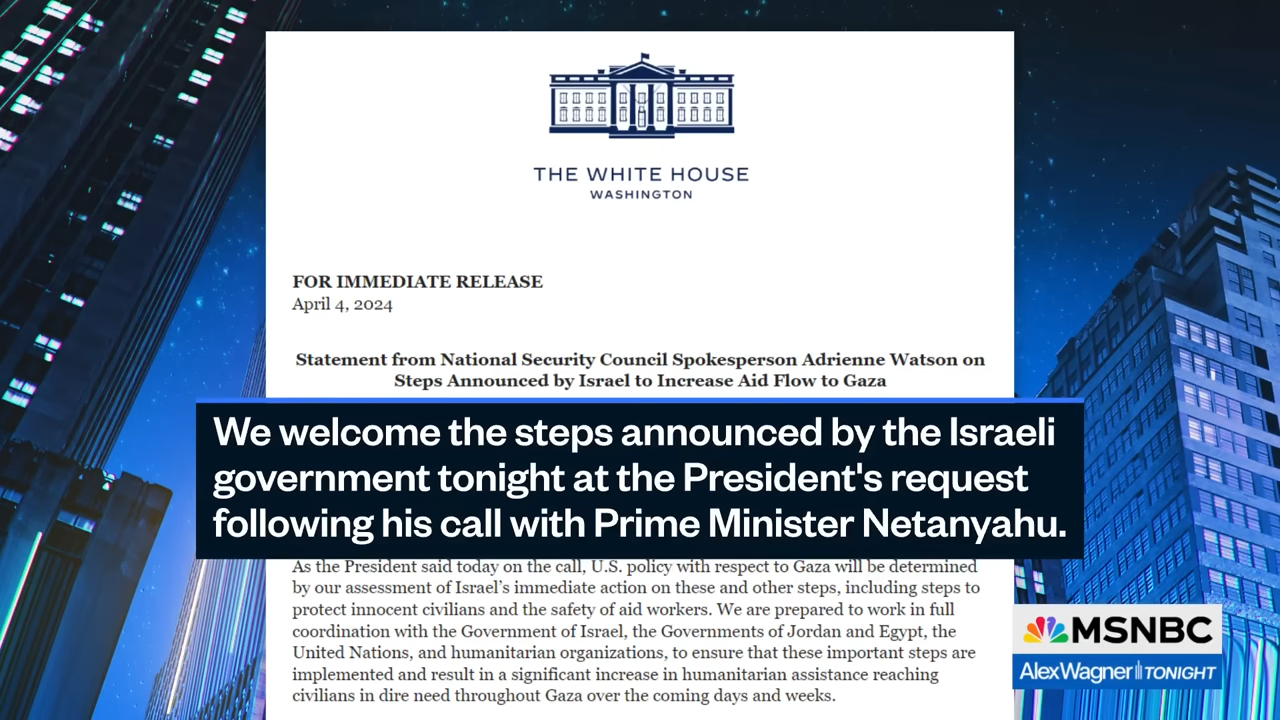 THE WHITE HOUSE
WASHINGTON
FOR IMMEDIATE RELEASE
April 4, 2024
Statement from National Security Council Spokesperson Adrienne Watson on
Steps Announced by Israel to Increase Aid Flow to Gaza
We welcome the steps announced by the Israeli
government tonight at the President's request
following his call with Prime Minister Netanyahu.
As the President said today on the call, U.S. policy with respect to Gaza will be determined
by our assessment of Israel’s immediate action on these and other steps, including steps to
protect innocent civilians and the safety of aid workers. We are prepared to work in full
coordination with the Government of Israel, the Governments of Jordan and Egypt, the
United Nations, and humanitarian organizations, to ensure that these important steps are
implemented and result in a significant increase in humanitarian assistance reaching
civilians in dire need throughout Gaza over the coming days and weeks.
MSNBC
AlexWagner TONIGHT